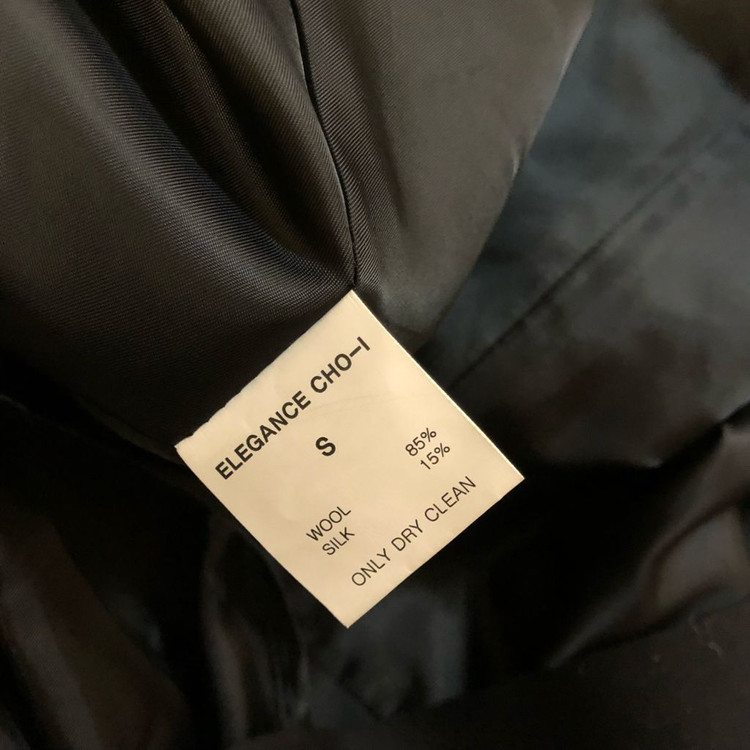 ELEGANCE CHO-I
S
WOOL 85%
SILK 15%
ONLY DRY CLEAN